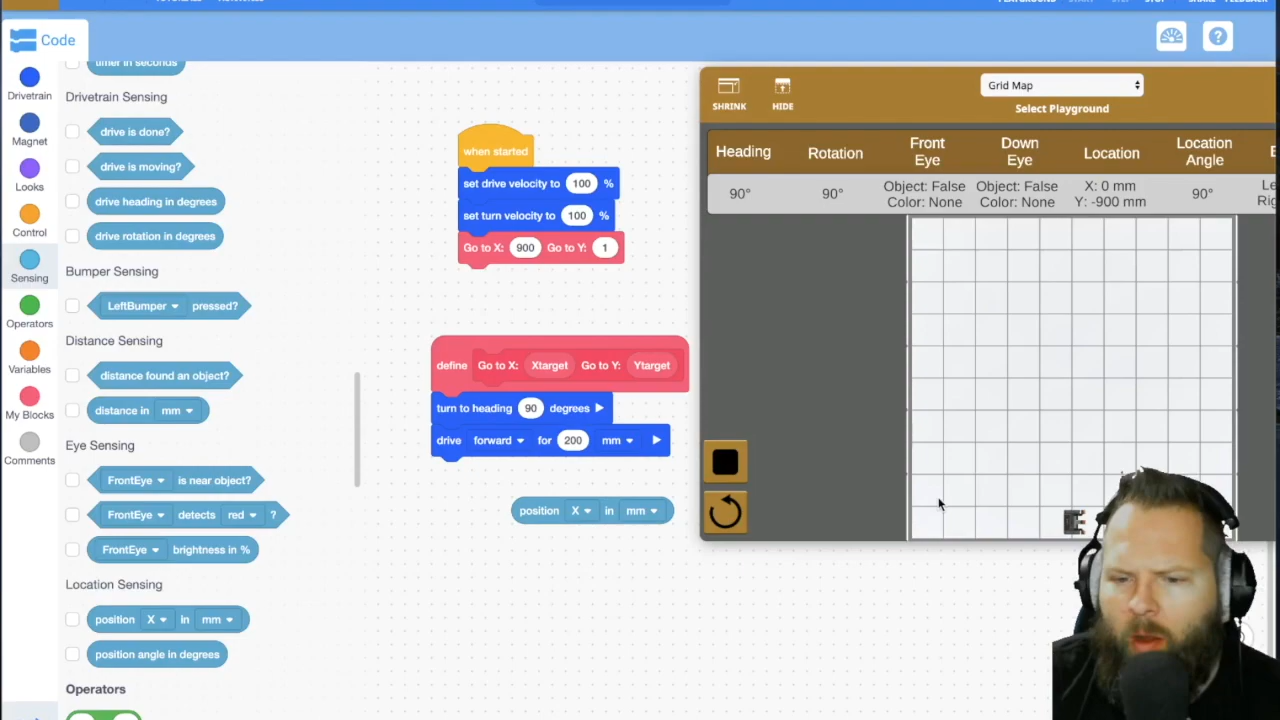 Code
SHRINK
HIDE
Grid Map
Select Playground
Drivetrain
Magnet
Looks
Control
Sensing
Operators
Variables
My Blocks
Comments
timer in seconds
Drivetrain Sensing
drive is done?
drive is moving?
drive heading in degrees
drive rotation in degrees
Bumper Sensing
LeftBumper pressed?
Distance Sensing
distance found an object?
distance in mm
Eye Sensing
FrontEye is near object?
FrontEye detects red ?
FrontEye brightness in %
Location Sensing
position X in mm
position angle in degrees
Operators
when started
set drive velocity to 100 %
set turn velocity to 100 %
Go to X: 900 Go to Y: 1
define Go to X: Xtarget Go to Y: Ytarget
turn to heading 90 degrees
drive forward for 200 mm
position X in mm
Heading
Rotation
Front Eye
Down Eye
Location
Location Angle
90°
90°
Object: False
Color: None
Object: False
Color: None
X: 0 mm
Y: -900 mm
90°